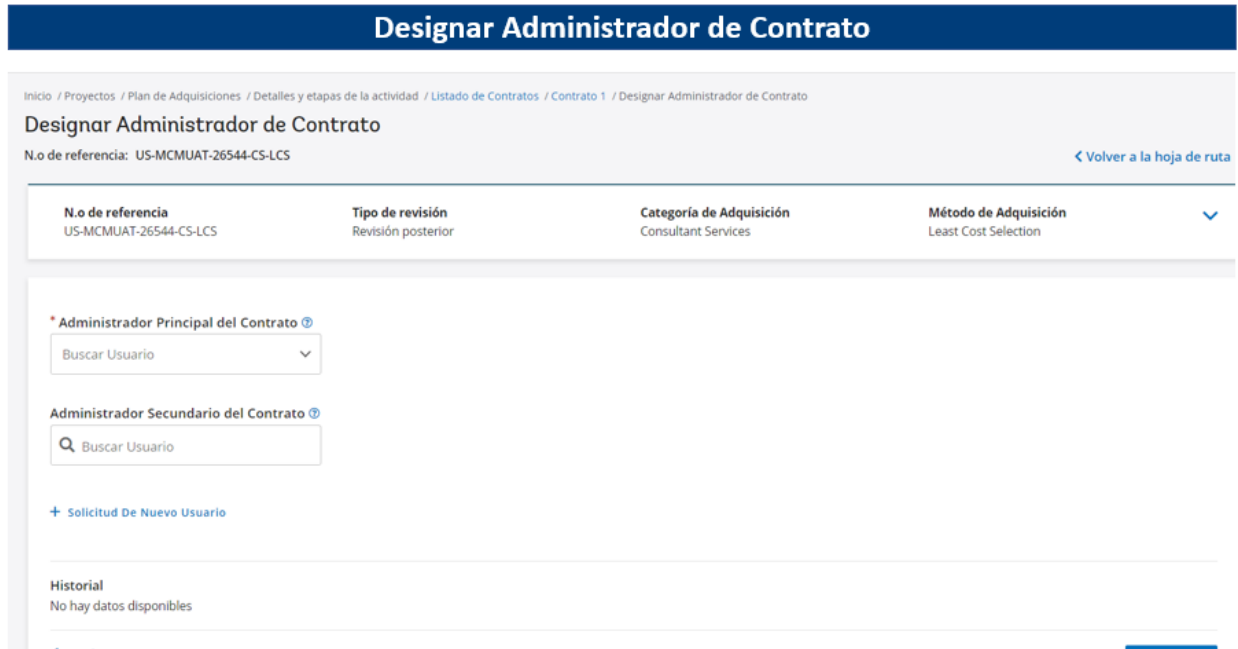 Designar Administrador de Contrato
Inicio / Proyectos / Plan de Adquisiciones / Detalles y etapas de la actividad / Listado de Contratos / Contrato 1 / Designar Administrador de Contrato
Designar Administrador de Contrato
N.o de referencia: US-MCMUAT-26544-CS-LCS
Volver a la hoja de ruta
N.o de referencia Tipo de revisión Categoría de Adquisición Método de Adquisición
US-MCMUAT-26544-CS-LCS Revisión posterior Consultant Services Least Cost Selection
* Administrador Principal del Contrato
Buscar Usuario
Administrador Secundario del Contrato
Buscar Usuario
+ Solicitud De Nuevo Usuario
Historial
No hay datos disponibles